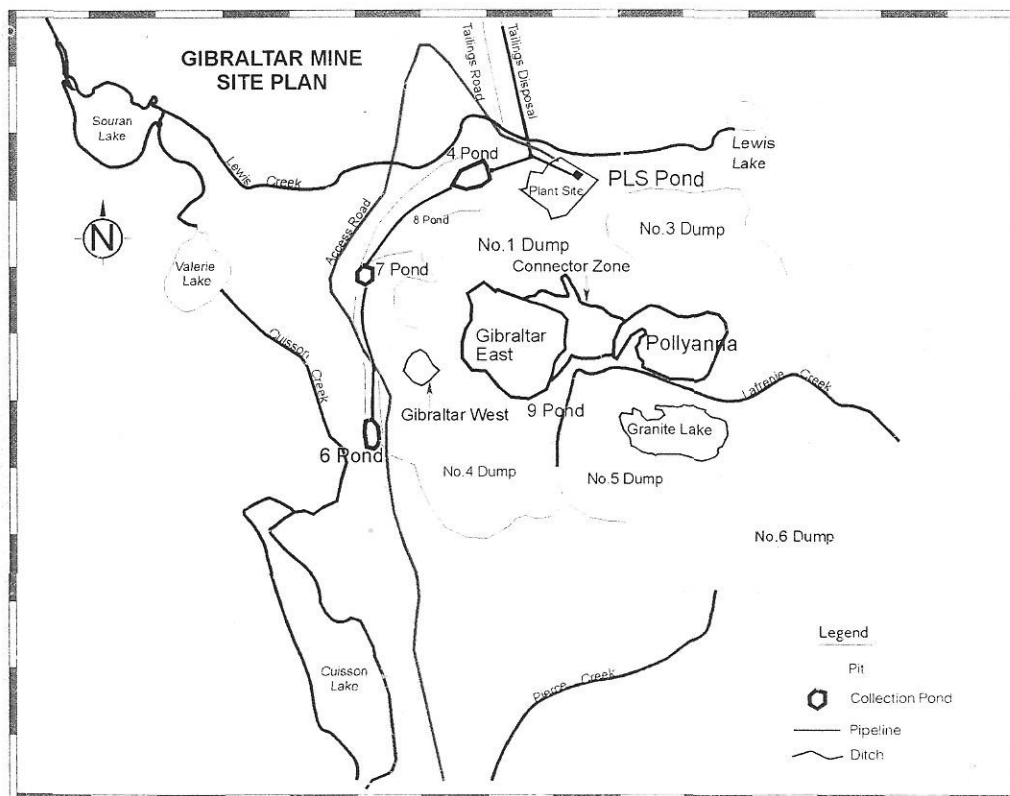 GIBRALTAR MINE
SITE PLAN
Tailings Road
Tailings Disposal
Souran
Lake
Lewis
Creek
4 Pond
Lewis
Lake
PLS Pond
Plant Site
8 Pond
Access Road
N
No.1 Dump
No.3 Dump
Connector Zone
7 Pond
Valerie
Lake
Gibraltar
East
Pollyanna
Cuisson
Creek
Lafrenie Creek
Gibraltar West
9 Pond
Granite Lake
6 Pond
No.4 Dump
No.5 Dump
No.6 Dump
Cuisson
Lake
Pierce Creek
Legend
Pit
Collection Pond
Pipeline
Ditch